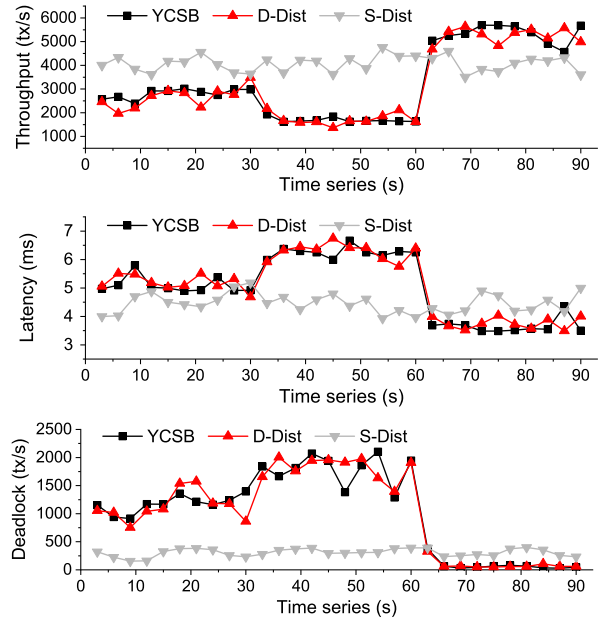 YCSB D-Dist S-Dist
6000
5000
4000
3000
2000
1000
Throughput (tx/s)
0 10 20 30 40 50 60 70 80 90
Time series (s)
YCSB D-Dist S-Dist
7
6
5
4
3
Latency (ms)
0 10 20 30 40 50 60 70 80 90
Time series (s)
YCSB D-Dist S-Dist
2500
2000
1500
1000
500
0
Deadlock (tx/s)
0 10 20 30 40 50 60 70 80 90
Time series (s)